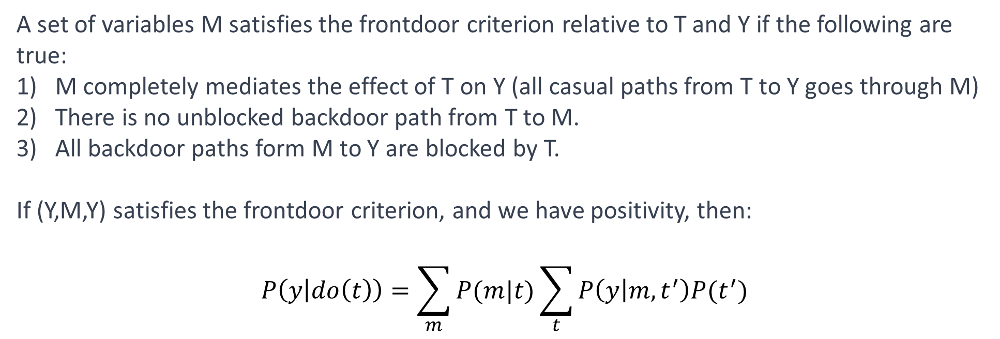 A set of variables M satisfies the frontdoor criterion relative to T and Y if the following are
true:
1) M completely mediates the effect of T on Y (all casual paths from T to Y goes through M)
2) There is no unblocked backdoor path from T to M.
3) All backdoor paths form M to Y are blocked by T.
If (Y,M,Y) satisfies the frontdoor criterion, and we have positivity, then:
P(y|do(t)) = ∑_m P(m|t) ∑_t P(y|m, t′)P(t′)